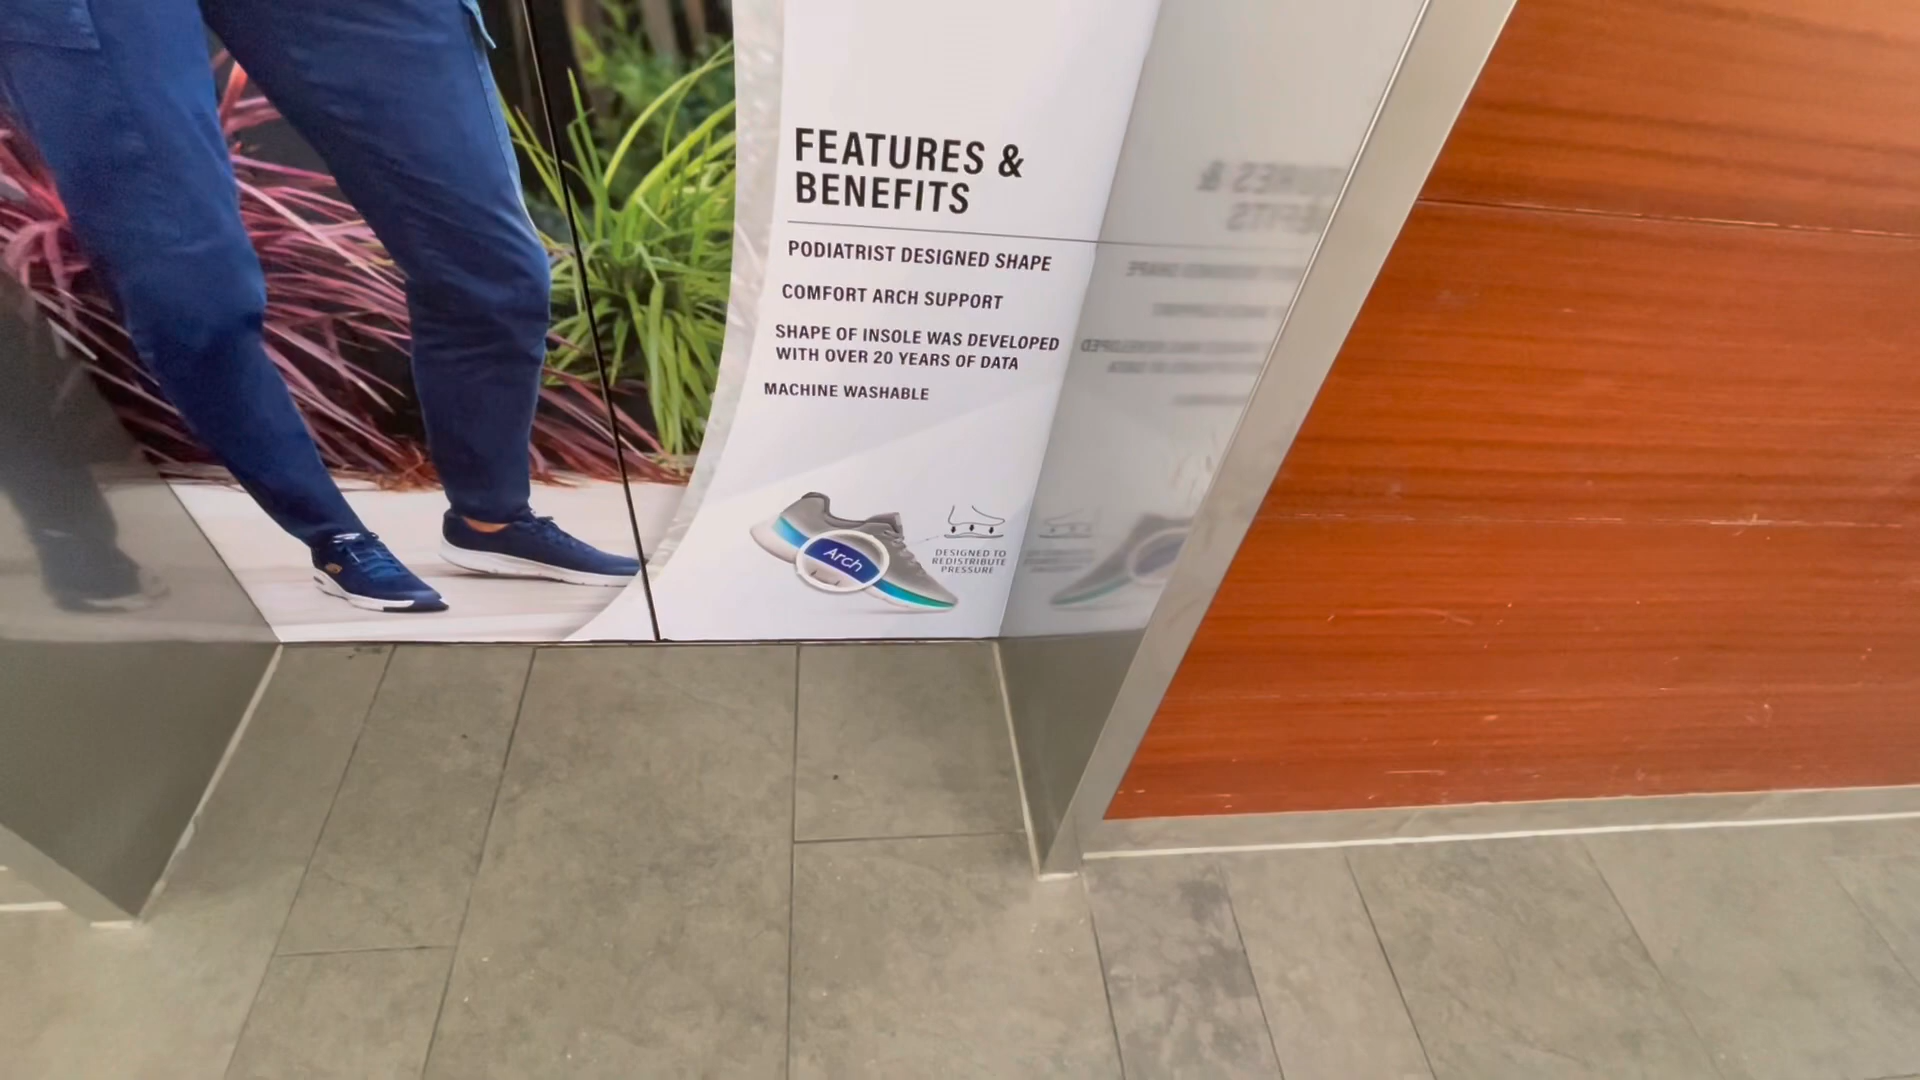 FEATURES &
BENEFITS
PODIATRIST DESIGNED SHAPE
COMFORT ARCH SUPPORT
SHAPE OF INSOLE WAS DEVELOPED
WITH OVER 20 YEARS OF DATA
MACHINE WASHABLE
Arch
DESIGNED TO
REDISTRIBUTE
PRESSURE